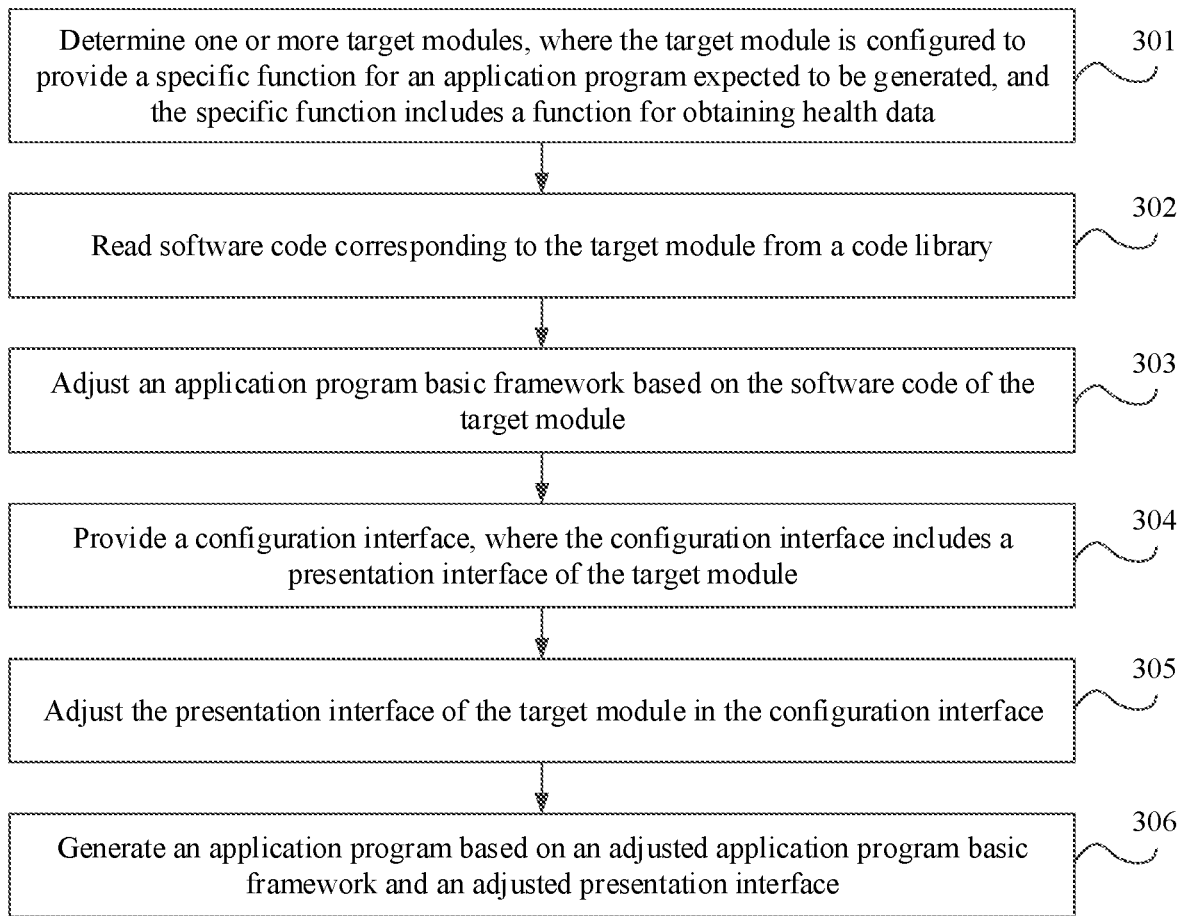 Determine one or more target modules, where the target module is configured to
provide a specific function for an application program expected to be generated, and
the specific function includes a function for obtaining health data
301
Read software code corresponding to the target module from a code library
302
Adjust an application program basic framework based on the software code of the
target module
303
Provide a configuration interface, where the configuration interface includes a
presentation interface of the target module
304
Adjust the presentation interface of the target module in the configuration interface
305
Generate an application program based on an adjusted application program basic
framework and an adjusted presentation interface
306